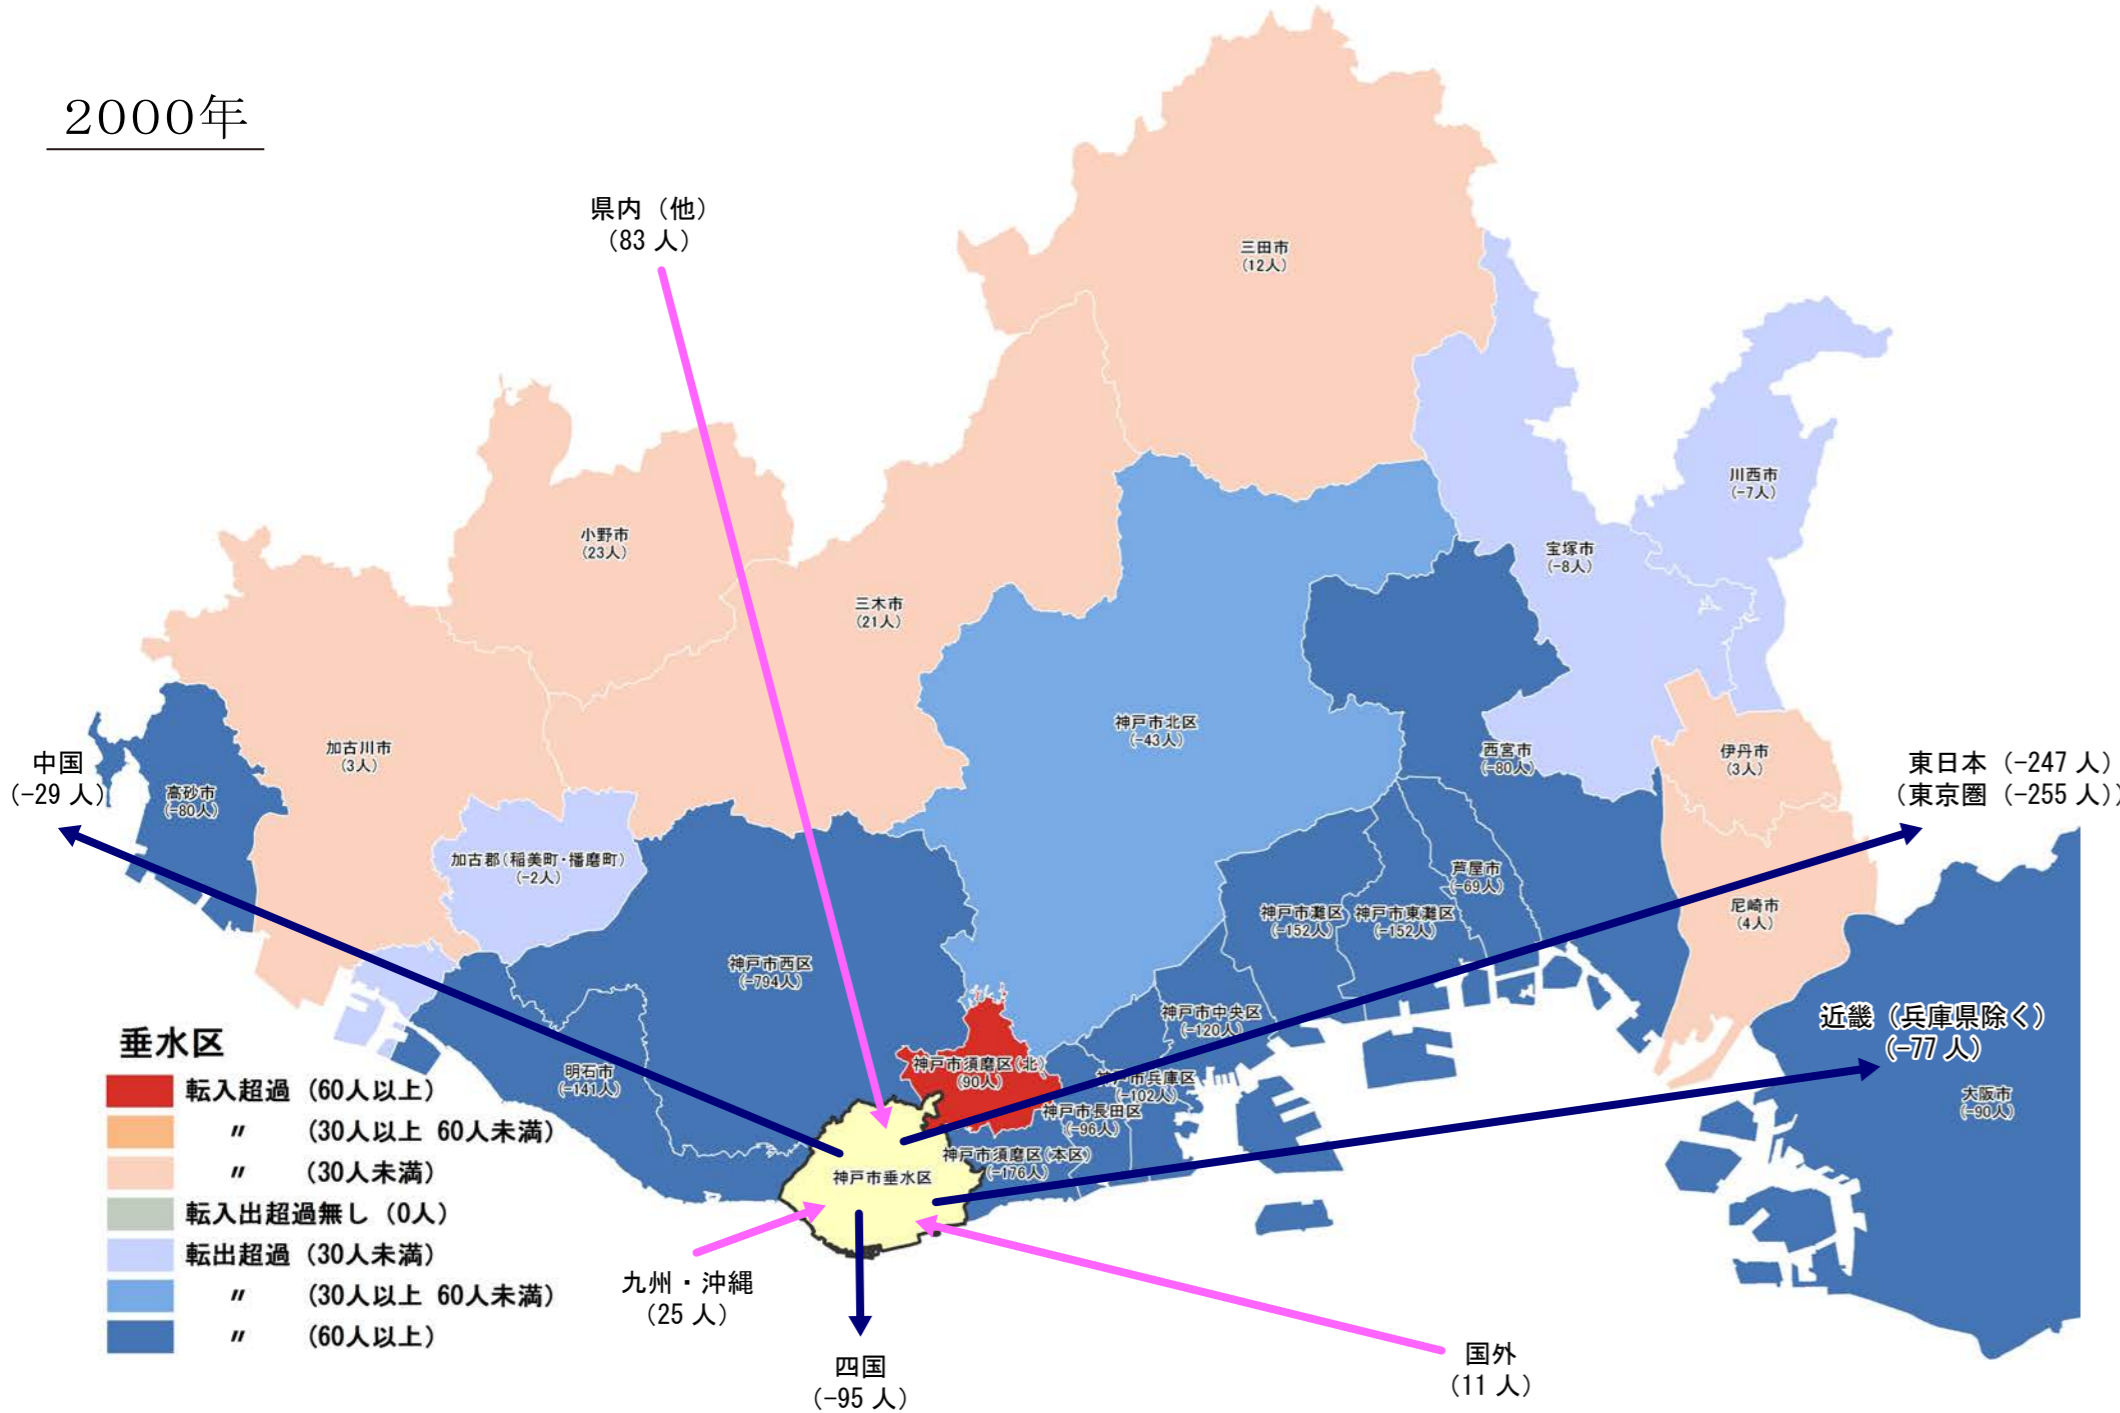 2000年
県内（他）
（83 人）
三田市
（12人）
川西市
（-7人）
小野市
（23人）
宝塚市
（-8人）
三木市
（21人）
神戸市北区
（-43人）
加古川市
（3人）
西宮市
（-80人）
伊丹市
（3人）
中国
（-29 人）
高砂市
（-80人）
東日本（-247 人）
（東京圏（-255 人））
加古郡（稲美町・播磨町）
（-2人）
芦屋市
（-69人）
神戸市灘区
（-152人）
神戸市東灘区
（-152人）
尼崎市
（4人）
神戸市西区
（-794人）
神戸市中央区
（-120人）
近畿（兵庫県除く）
（-77 人）
神戸市須磨区（北）
（90人）
明石市
（-141人）
神戸市兵庫区
（-102人）
大阪市
（-90人）
神戸市長田区
（-96人）
神戸市須磨区（本区）
（-176人）
神戸市垂水区
垂水区
転入超過（60人以上）
〃 （30人以上 60人未満）
〃 （30人未満）
転入出超過無し（0人）
転出超過（30人未満）
〃 （30人以上 60人未満）
〃 （60人以上）
九州・沖縄
（25 人）
四国
（-95 人）
国外
（11 人）